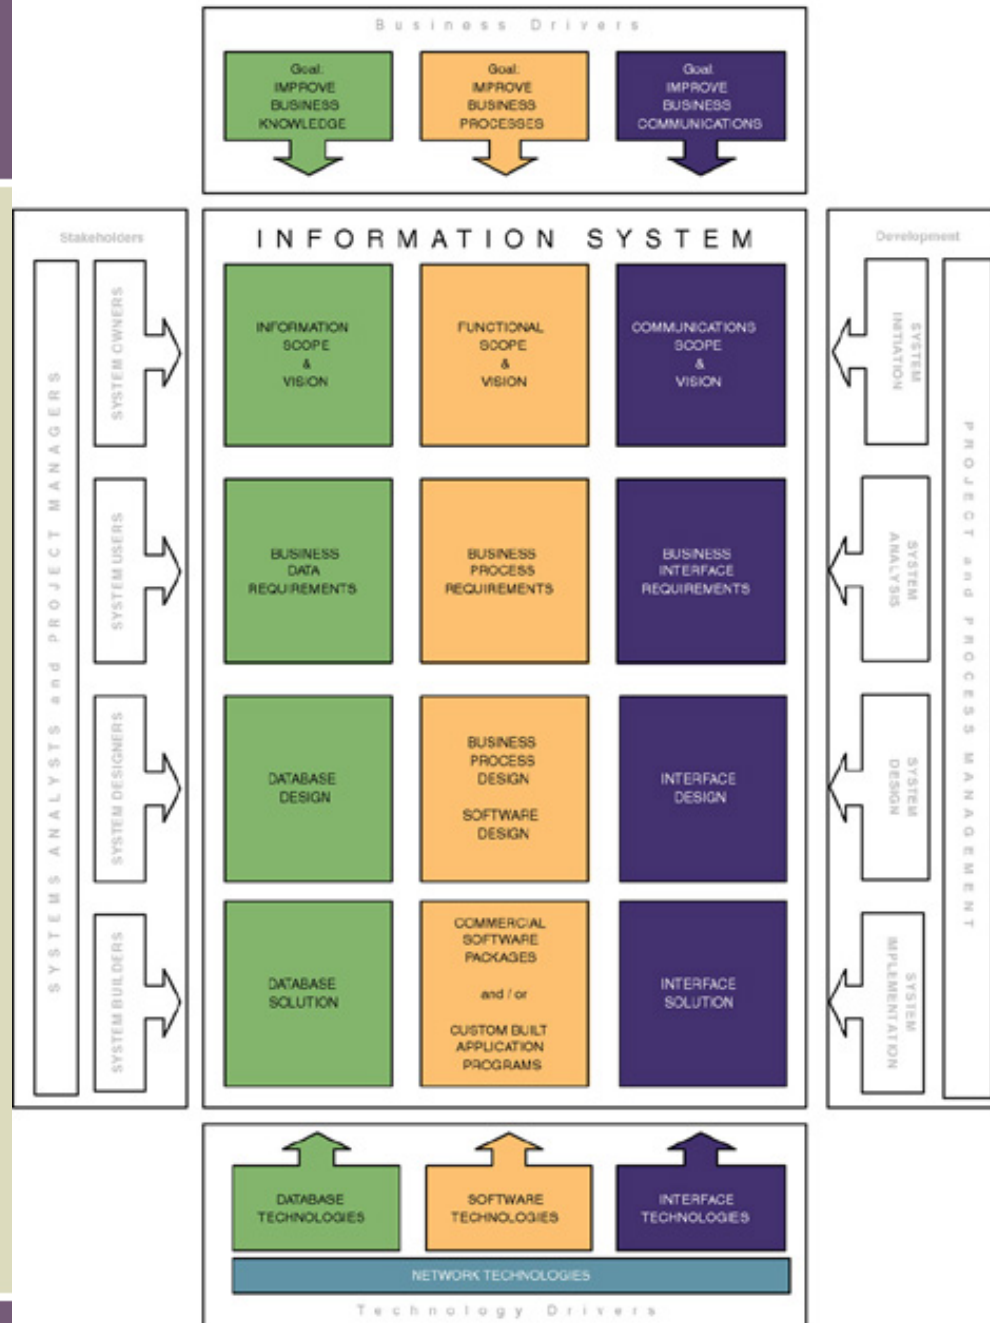 Business Drivers
Goal:
IMPROVE
BUSINESS
KNOWLEDGE
Goal:
IMPROVE
BUSINESS
PROCESSES
Goal:
IMPROVE
BUSINESS
COMMUNICATIONS
Stakeholders
SYSTEMS ANALYSTS and PROJECT MANAGERS
SYSTEM OWNERS
SYSTEM USERS
SYSTEM DESIGNERS
SYSTEM BUILDERS
INFORMATION SYSTEM
INFORMATION
SCOPE
&
VISION
FUNCTIONAL
SCOPE
&
VISION
COMMUNICATIONS
SCOPE
&
VISION
BUSINESS
DATA
REQUIREMENTS
BUSINESS
PROCESS
REQUIREMENTS
BUSINESS
INTERFACE
REQUIREMENTS
DATABASE
DESIGN
BUSINESS
PROCESS
DESIGN
SOFTWARE
DESIGN
INTERFACE
DESIGN
DATABASE
SOLUTION
COMMERCIAL
SOFTWARE
PACKAGES
and / or
CUSTOM BUILT
APPLICATION
PROGRAMS
INTERFACE
SOLUTION
Development
SYSTEM
INITIATION
SYSTEM
ANALYSIS
SYSTEM
DESIGN
SYSTEM
IMPLEMENTATION
PROJECT and PROCESS MANAGEMENT
DATABASE
TECHNOLOGIES
SOFTWARE
TECHNOLOGIES
INTERFACE
TECHNOLOGIES
NETWORK TECHNOLOGIES
Technology Drivers